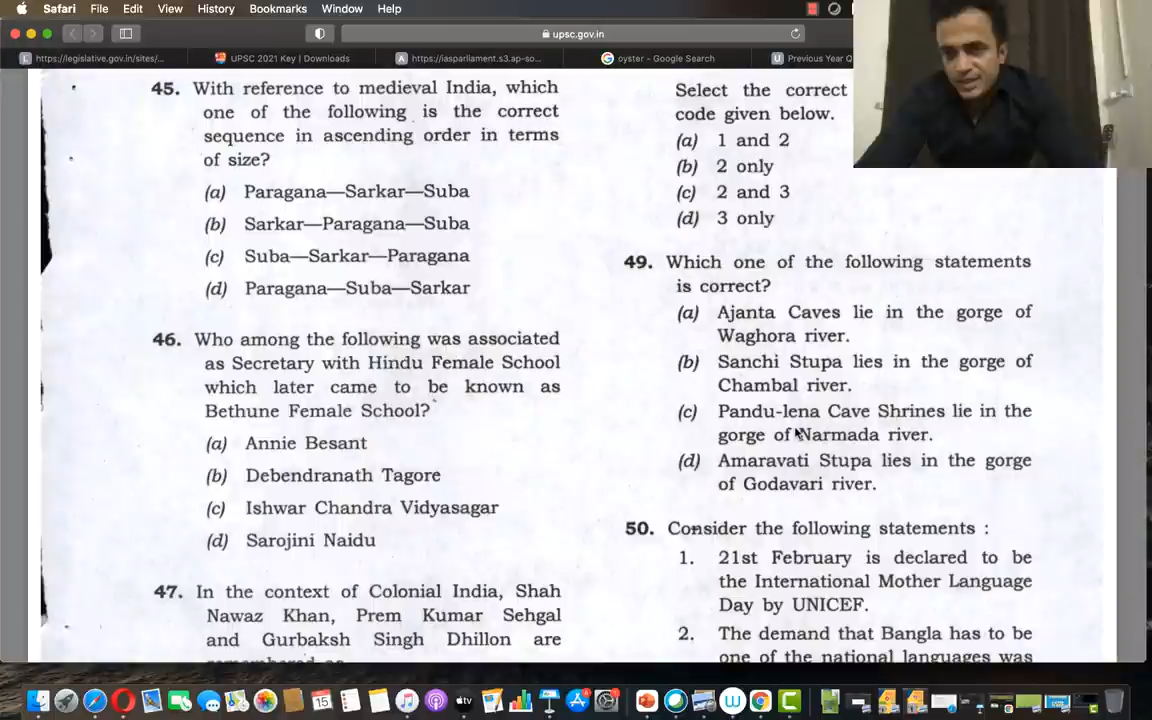 Safari File Edit View History Bookmarks Window Help
upsc.gov.in
https://legislative.gov.in/sites/... UPSC 2021 Key | Downloads https://iasparliament.s3.ap-so... oyster - Google Search Previous Year Q
45. With reference to medieval India, which
one of the following is the correct
sequence in ascending order in terms
of size?
(a) Paragana—Sarkar—Suba
(b) Sarkar—Paragana—Suba
(c) Suba—Sarkar—Paragana
(d) Paragana—Suba—Sarkar
46. Who among the following was associated
as Secretary with Hindu Female School
which later came to be known as
Bethune Female School?
(a) Annie Besant
(b) Debendranath Tagore
(c) Ishwar Chandra Vidyasagar
(d) Sarojini Naidu
47. In the context of Colonial India, Shah
Nawaz Khan, Prem Kumar Sehgal
and Gurbaksh Singh Dhillon are
remembered as
Select the correct
code given below.
(a) 1 and 2
(b) 2 only
(c) 2 and 3
(d) 3 only
49. Which one of the following statements
is correct?
(a) Ajanta Caves lie in the gorge of
Waghora river.
(b) Sanchi Stupa lies in the gorge of
Chambal river.
(c) Pandu-lena Cave Shrines lie in the
gorge of Narmada river.
(d) Amaravati Stupa lies in the gorge
of Godavari river.
50. Consider the following statements :
1. 21st February is declared to be
the International Mother Language
Day by UNICEF.
2. The demand that Bangla has to be
one of the national languages was
15
tv